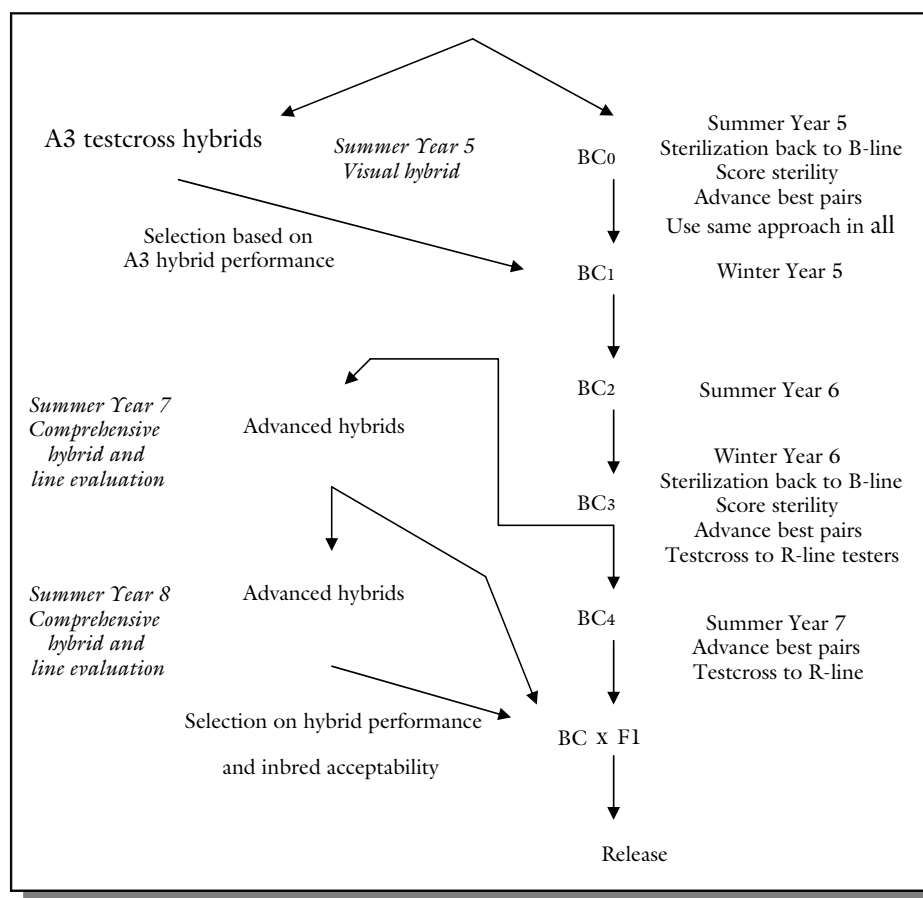 A3 testcross hybrids
Summer Year 5
Visual hybrid
BC0
Summer Year 5
Sterilization back to B-line
Score sterility
Advance best pairs
Use same approach in all
Selection based on
A3 hybrid performance
BC1
Winter Year 5
BC2
Summer Year 6
Summer Year 7
Comprehensive
hybrid and
line evaluation
Advanced hybrids
BC3
Winter Year 6
Sterilization back to B-line
Score sterility
Advance best pairs
Testcross to R-line testers
Summer Year 8
Comprehensive
hybrid and
line evaluation
Advanced hybrids
BC4
Summer Year 7
Advance best pairs
Testcross to R-line
Selection on hybrid performance
and inbred acceptability
BC x F1
Release